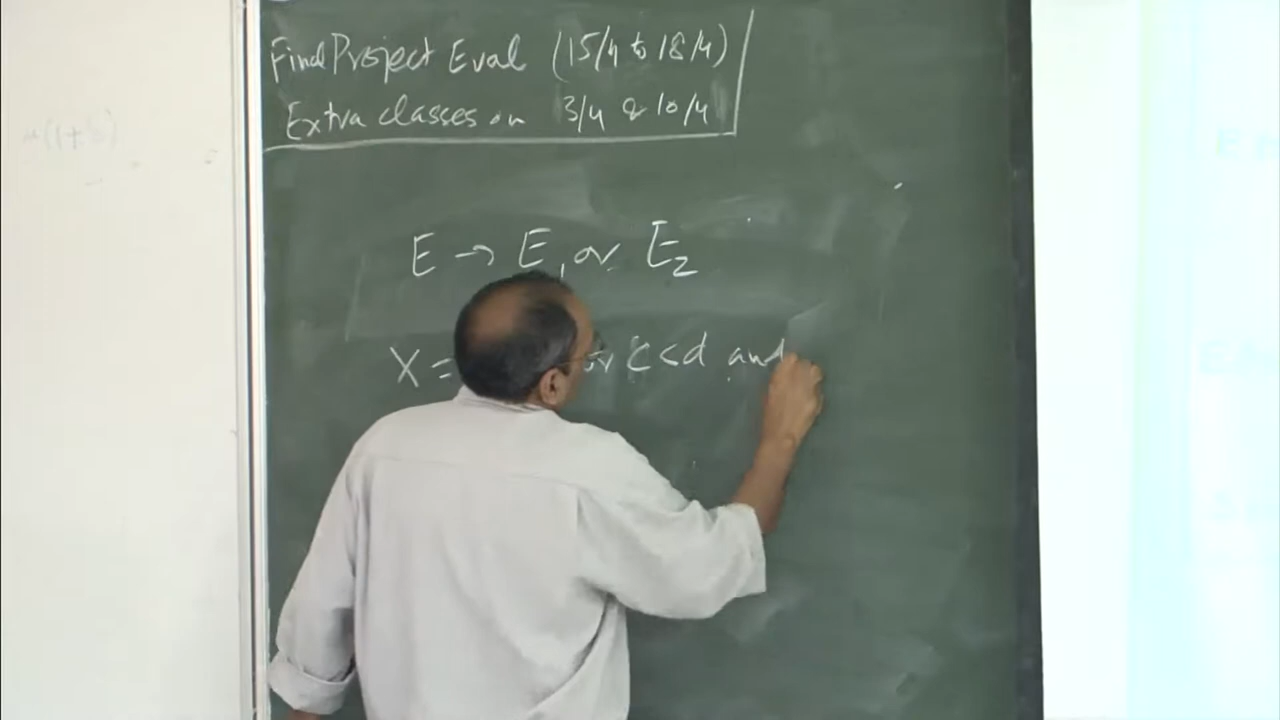 Final Project Eval (15/4 to 18/4)
Extra classes on 3/4 & 10/4
E → E1 or E2
X = or c < d and